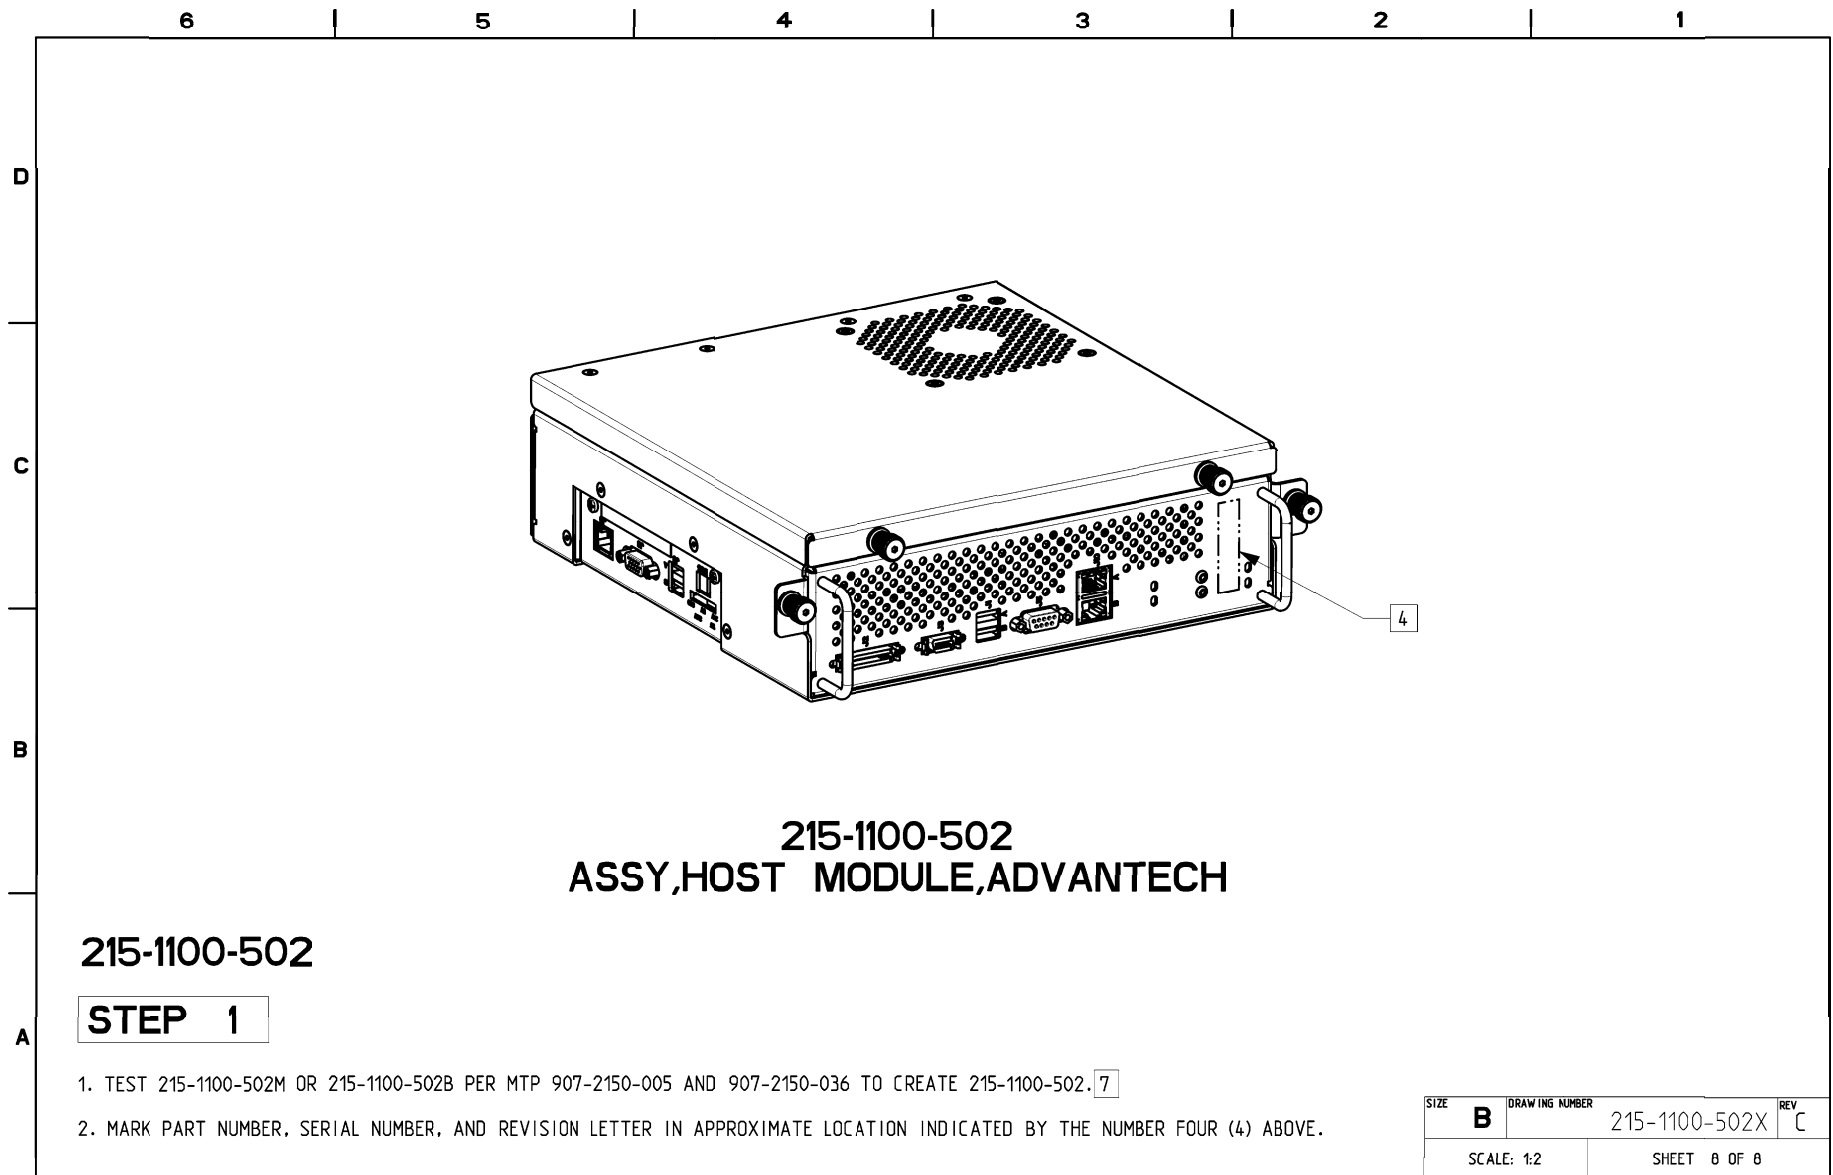 6 5 4 3 2 1
D
C
B
A
4
215-1100-502
ASSY,HOST MODULE,ADVANTECH
215-1100-502
STEP 1
1. TEST 215-1100-502M OR 215-1100-502B PER MTP 907-2150-005 AND 907-2150-036 TO CREATE 215-1100-502. 7
2. MARK PART NUMBER, SERIAL NUMBER, AND REVISION LETTER IN APPROXIMATE LOCATION INDICATED BY THE NUMBER FOUR (4) ABOVE.
SIZE B DRAWING NUMBER 215-1100-502X REV C
SCALE: 1:2 SHEET 8 OF 8